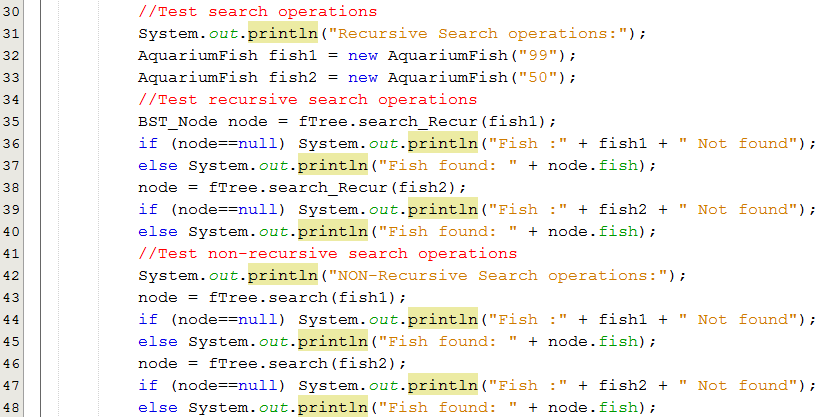 30 //Test search operations
31 System.out.println("Recursive Search operations:");
32 AquariumFish fish1 = new AquariumFish("99");
33 AquariumFish fish2 = new AquariumFish("50");
34 //Test recursive search operations
35 BST_Node node = fTree.search_Recur(fish1);
36 if (node==null) System.out.println("Fish :" + fish1 + " Not found");
37 else System.out.println("Fish found: " + node.fish);
38 node = fTree.search_Recur(fish2);
39 if (node==null) System.out.println("Fish :" + fish2 + " Not found");
40 else System.out.println("Fish found: " + node.fish);
41 //Test non-recursive search operations
42 System.out.println("NON-Recursive Search operations:");
43 node = fTree.search(fish1);
44 if (node==null) System.out.println("Fish :" + fish1 + " Not found");
45 else System.out.println("Fish found: " + node.fish);
46 node = fTree.search(fish2);
47 if (node==null) System.out.println("Fish :" + fish2 + " Not found");
48 else System.out.println("Fish found: " + node.fish);